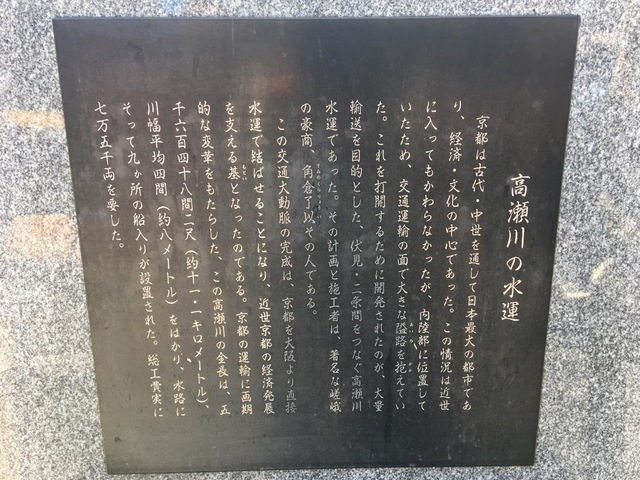 高瀬川の水運
京都は古代・中世を通して日本最大の都市であ
り、経済・文化の中心であった。この情況は近世
に入ってもかわらなかったが、内陸部に位置して
いたため、交通運輸の面で大きな隘路を抱えてい
た。これを打開するために開発されたのが、大量
輸送を目的とした、伏見・二条間をつなぐ高瀬川
水運であった。その計画と施工者は、著名な嵯峨
の豪商、角倉了以その人である。
この交通大動脈の完成は、京都を大阪より直接
水運で結ばせることになり、近世京都の経済発展
を支える基となったのである。京都の運輸に画期
的な変革をもたらした、この高瀬川の全長は、五
千六百四十八間二尺（約十一・一キロメートル）、
川幅平均四間（約八メートル）をはかり、水路に
そって九ヵ所の船入りが設置された。総工費実に
七万五千両を要した。